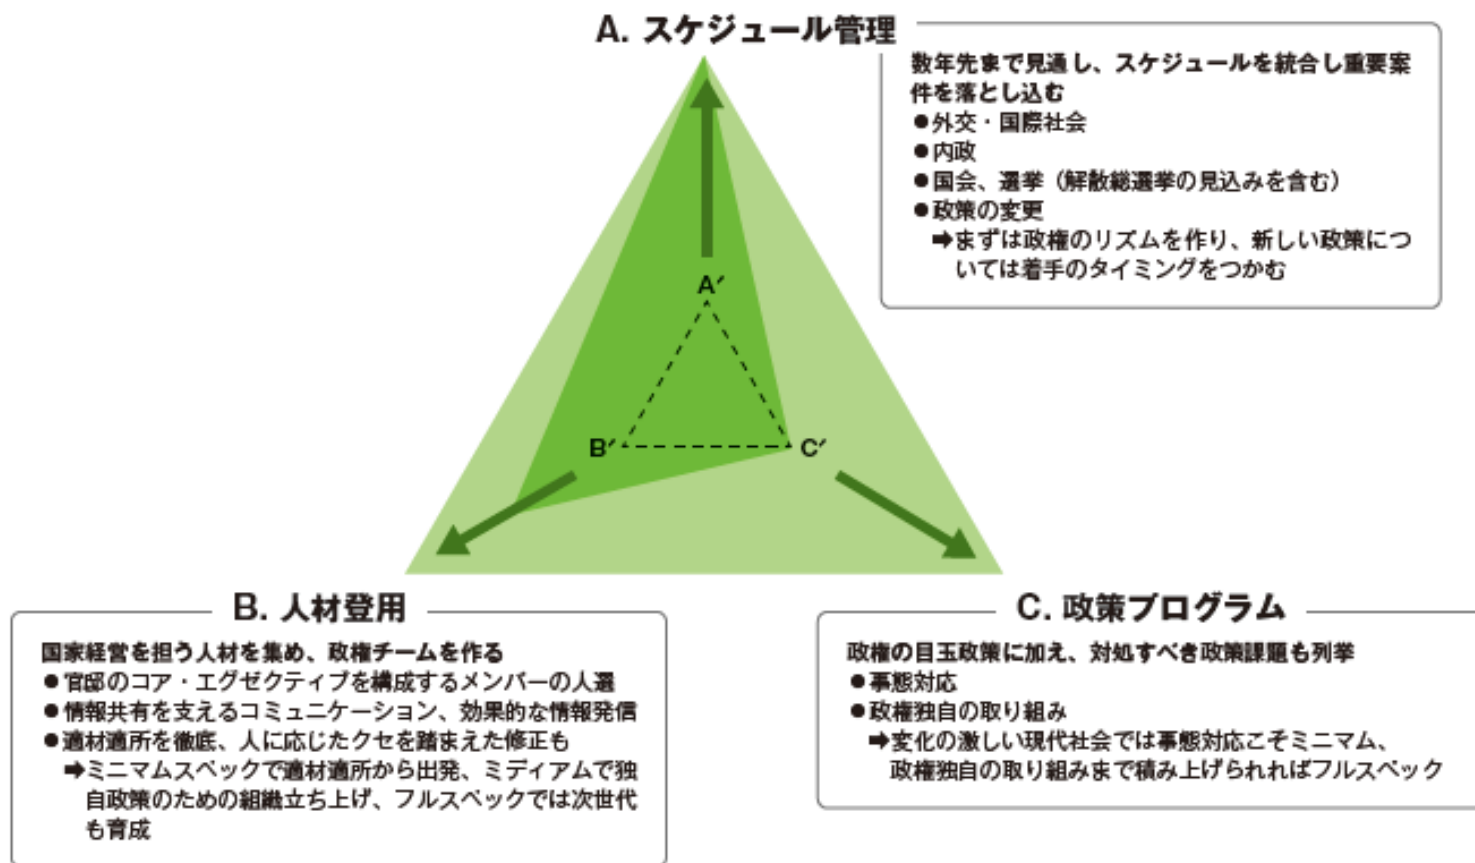 A. スケジュール管理
数年先まで見通し、スケジュールを統合し重要案
件を落とし込む
●外交・国際社会
●内政
●国会、選挙（解散総選挙の見込みを含む）
●政策の変更
➡まずは政権のリズムを作り、新しい政策につ
いては着手のタイミングをつかむ
A′
B′
C′
B. 人材登用
国家経営を担う人材を集め、政権チームを作る
●官邸のコア・エグゼクティブを構成するメンバーの人選
●情報共有を支えるコミュニケーション、効果的な情報発信
●適材適所を徹底、人に応じたクセを踏まえた修正も
➡ミニマムスペックで適材適所から出発、ミディアムで独
自政策のための組織立ち上げ、フルスペックでは次世代
も育成
C. 政策プログラム
政権の目玉政策に加え、対処すべき政策課題も列挙
●事態対応
●政権独自の取り組み
➡変化の激しい現代社会では事態対応こそミニマム、
政権独自の取り組みまで積み上げられればフルスペック